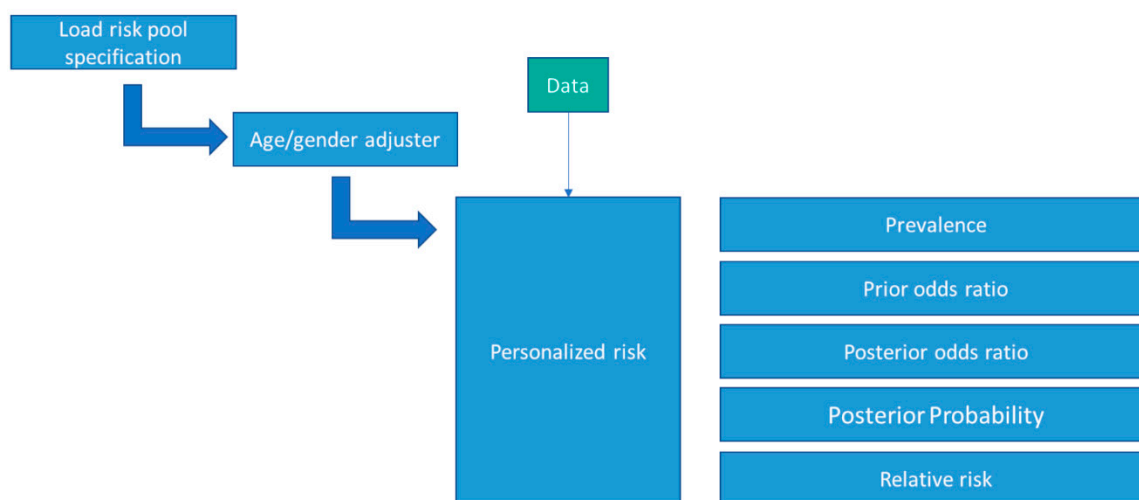 Load risk pool
specification
Data
Age/gender adjuster
Personalized risk
Prevalence
Prior odds ratio
Posterior odds ratio
Posterior Probability
Relative risk